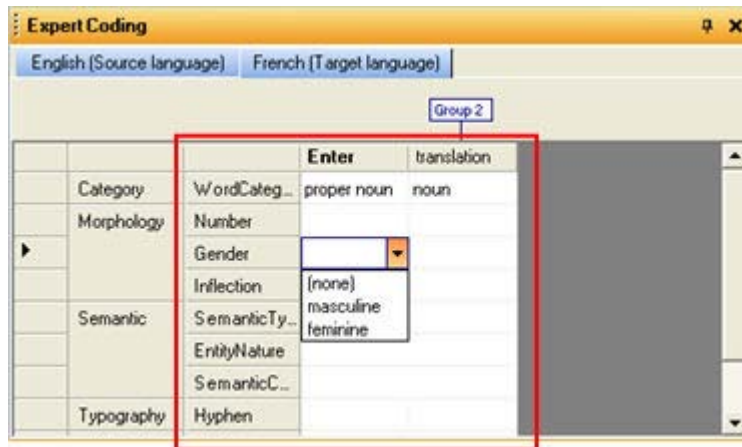 Expert Coding
English (Source language) French (Target language)
Group 2
Enter translation
Category WordCateg... proper noun noun
Morphology Number
Gender
Inflection (none)
masculine
Semantic SemanticTy... feminine
EntityNature
SemanticC...
Typography Hyphen